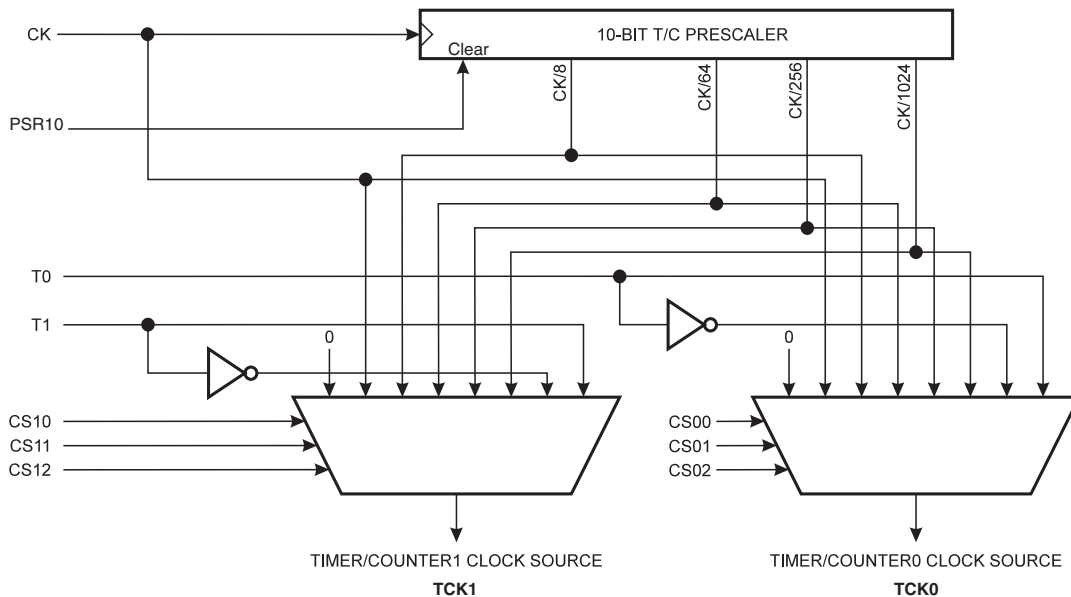 CK
10-BIT T/C PRESCALER
Clear
CK/8
CK/64
CK/256
CK/1024
PSR10
T0
T1
0
0
CS10
CS11
CS12
CS00
CS01
CS02
TIMER/COUNTER1 CLOCK SOURCE
TCK1
TIMER/COUNTER0 CLOCK SOURCE
TCK0